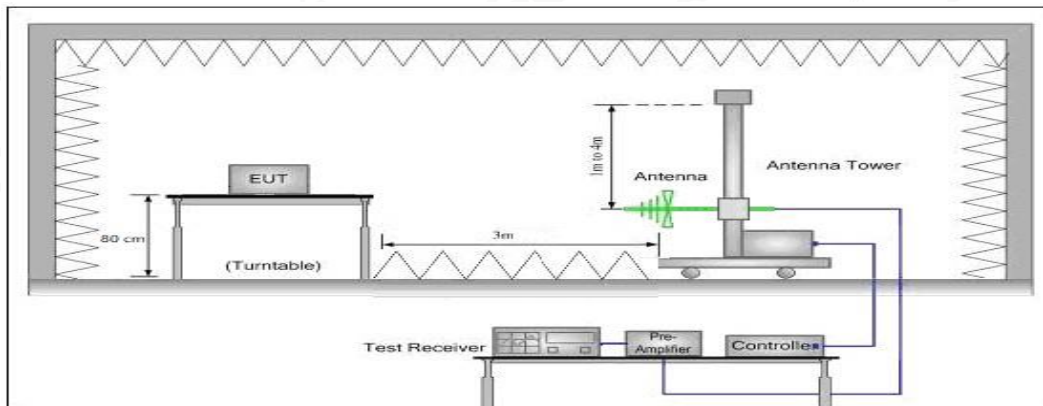 1m to 4m
Antenna Tower
Antenna
EUT
80 cm
3m
(Turntable)
Test Receiver
Pre-
Amplifier
Controller